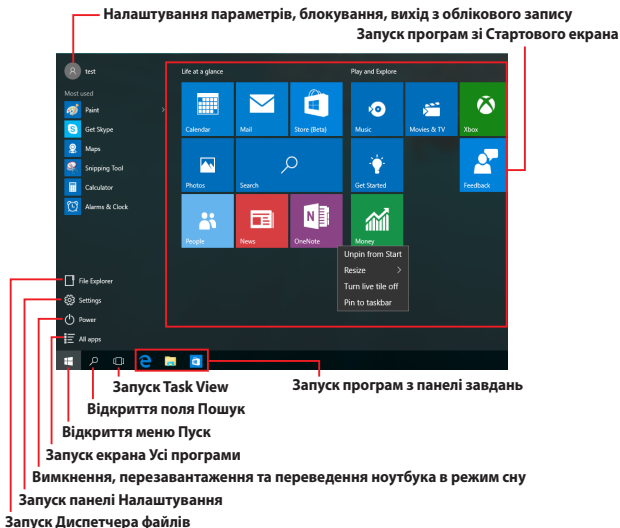 Налаштування параметрів, блокування, вихід з облікового запису
Запуск програм зі Стартового екрана
test
Life at a glance
Play and Explore
Most used
Paint
Get Skype
Maps
Snipping Tool
Calculator
Alarms & Clock
Calendar
Mail
Store (Beta)
Music
Movies & TV
Xbox
Photos
Search
Get Started
Feedback
People
News
OneNote
Money
Unpin from Start
Resize
Turn live tile off
Pin to taskbar
File Explorer
Settings
Power
All apps
Запуск Task View
Запуск програм з панелі завдань
Відкриття поля Пошук
Відкриття меню Пуск
Запуск екрана Усі програми
Вимкнення, перезавантаження та переведення ноутбука в режим сну
Запуск панелі Налаштування
Запуск Диспетчера файлів